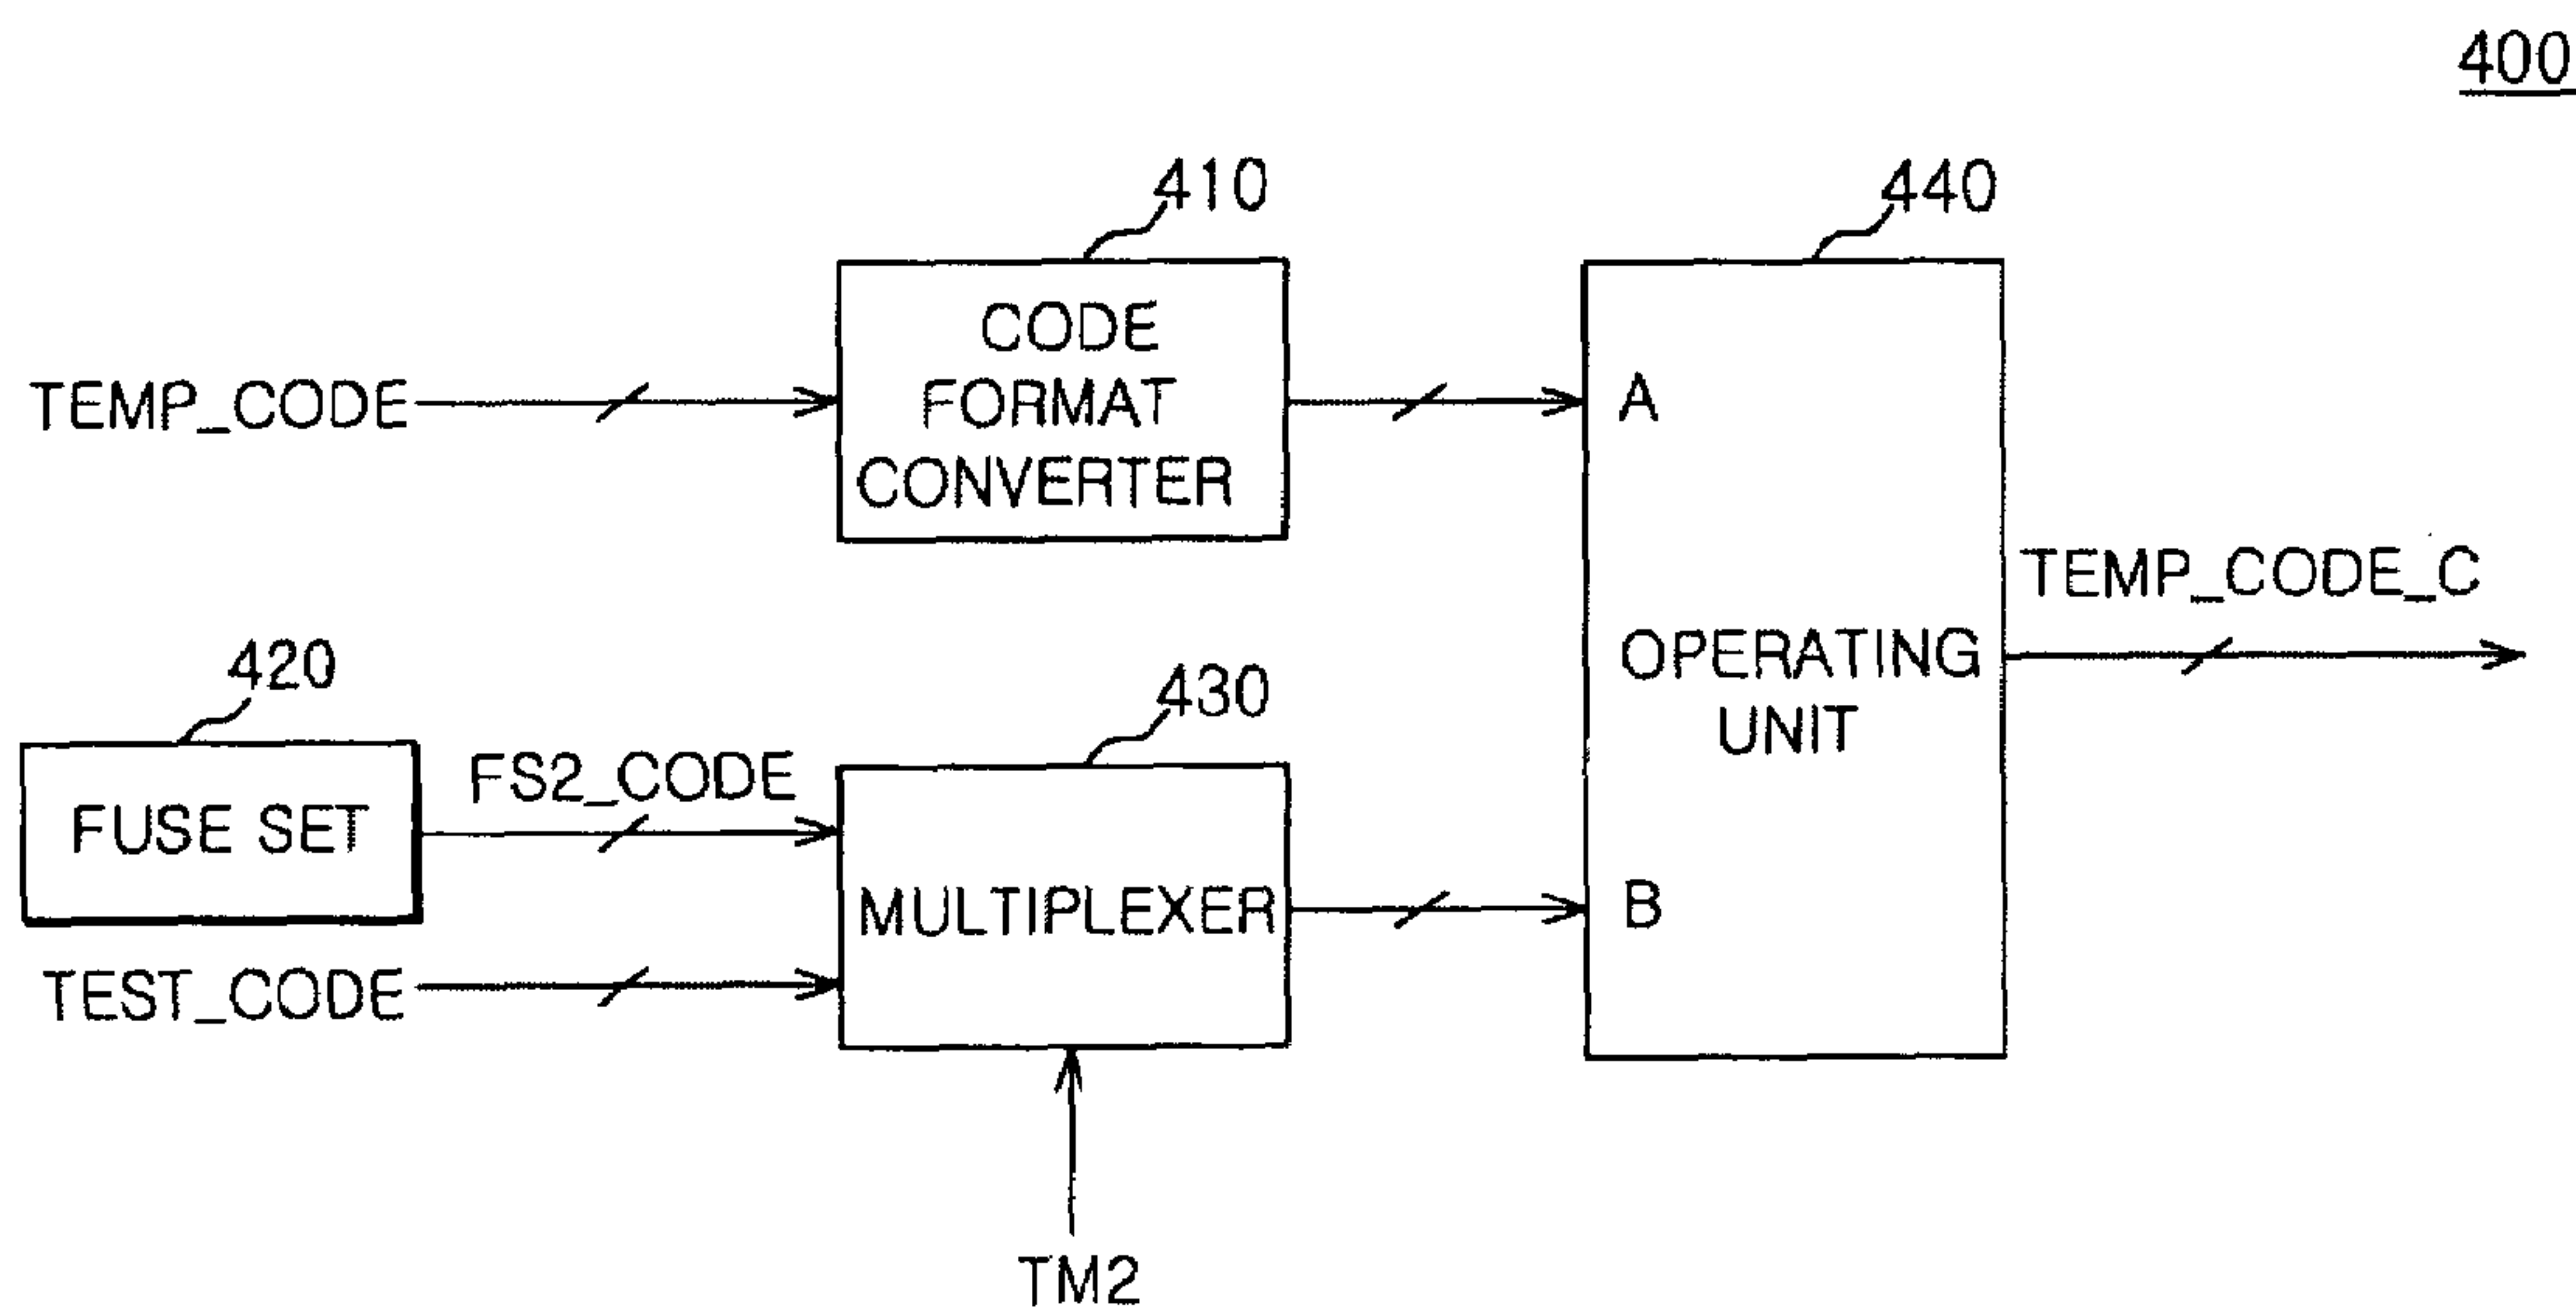 400
410
440
CODE
FORMAT
CONVERTER
TEMP_CODE
A
TEMP_CODE_C
OPERATING
UNIT
420
430
FUSE SET
FS2_CODE
MULTIPLEXER
B
TEST_CODE
TM2